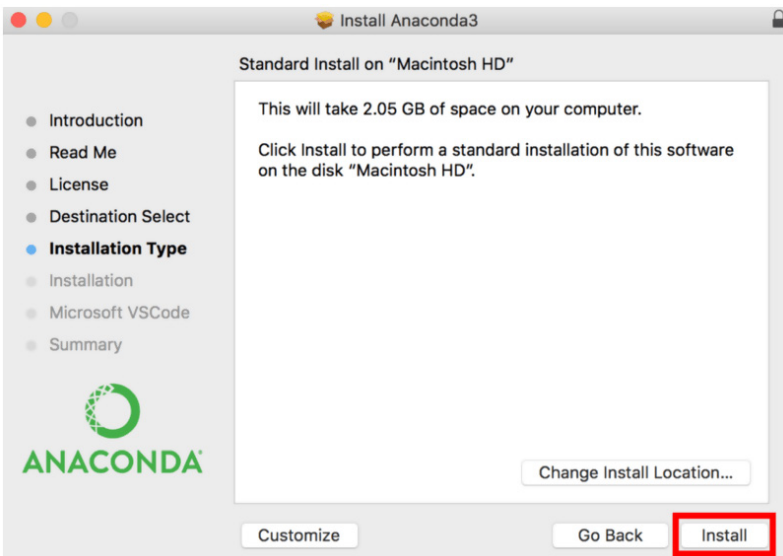 Install Anaconda3
Standard Install on “Macintosh HD”
Introduction
Read Me
License
Destination Select
Installation Type
Installation
Microsoft VSCode
Summary
ANACONDA
This will take 2.05 GB of space on your computer.
Click Install to perform a standard installation of this software
on the disk “Macintosh HD”.
Change Install Location...
Customize
Go Back
Install